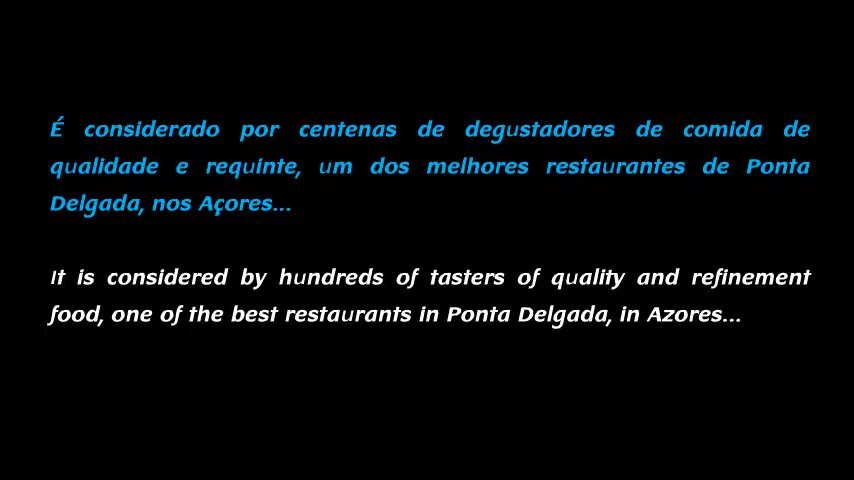 É considerado por centenas de degustadores de comida de
qualidade e requinte, um dos melhores restaurantes de Ponta
Delgada, nos Açores...
It is considered by hundreds of tasters of quality and refinement
food, one of the best restaurants in Ponta Delgada, in Azores...